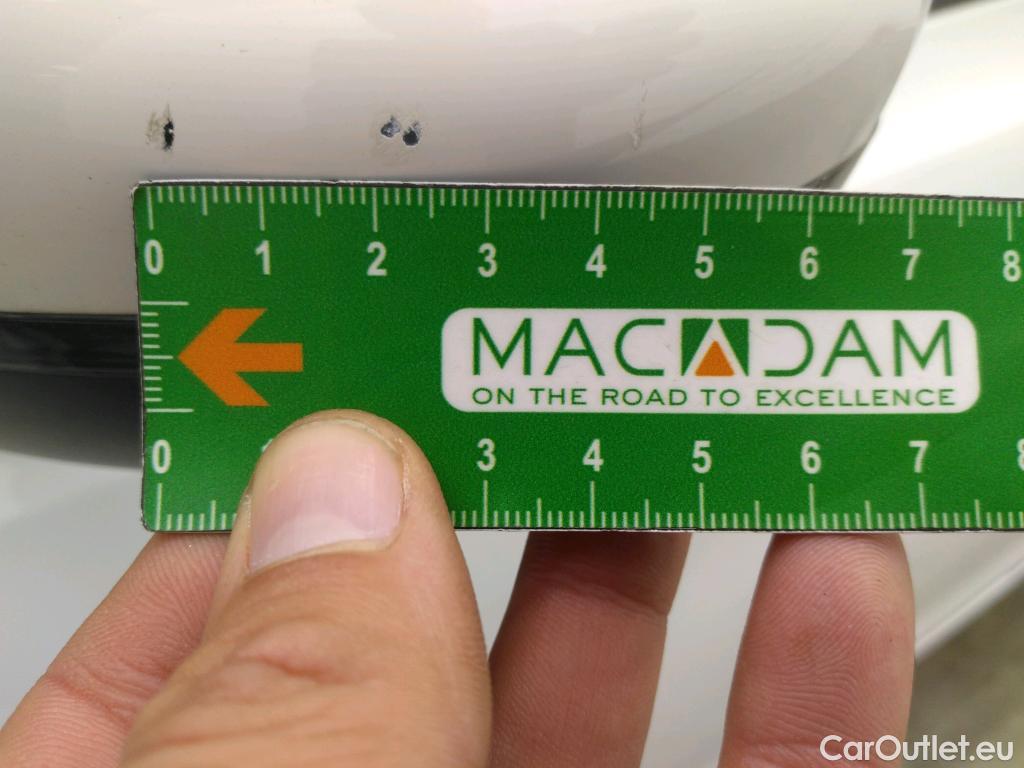 0 1 2 3 4 5 6 7 8
MACADAM
ON THE ROAD TO EXCELLENCE
0 3 4 5 6 7
CarOutlet.eu